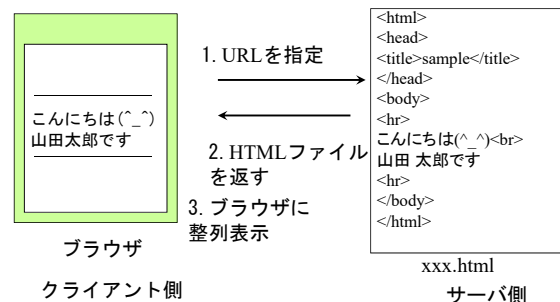 こんにちは(^_^)
山田太郎です
ブラウザ
クライアント側
1. URLを指定
2. HTMLファイル
を返す
3. ブラウザに
整列表示
<html>
<head>
<title>sample</title>
</head>
<body>
<hr>
こんにちは(^_^)<br>
山田 太郎です
<hr>
</body>
</html>
xxx.html
サーバ側